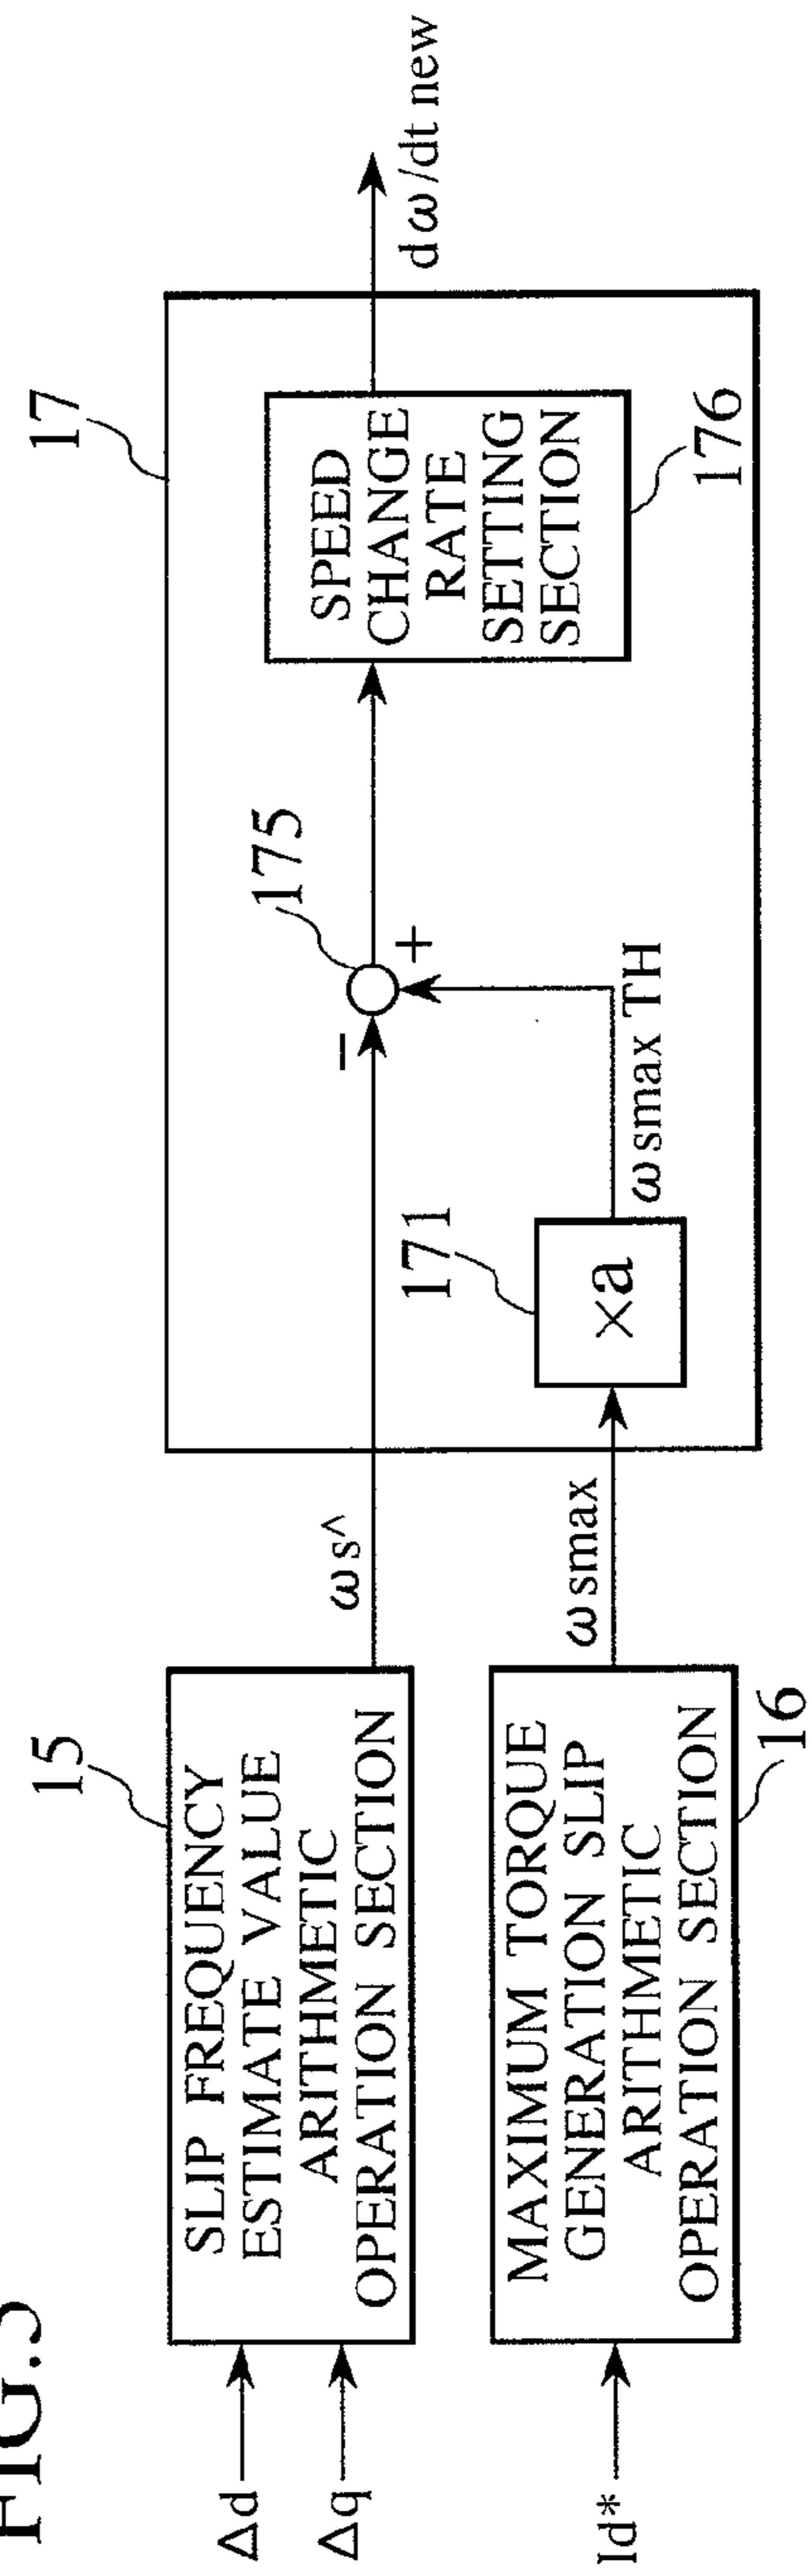 FIG.
Δd
Δq
15
SLIP FREQUENCY
ESTIMATE VALUE
ARITHMETIC
OPERATION SECTION
ωs^
Id*
MAXIMUM TORQUE
GENERATION SLIP
ARITHMETIC
OPERATION SECTION
16
ωsmax
17
171
×a
ωsmax TH
175
−
+
SPEED
CHANGE
RATE
SETTING
SECTION
176
dω/dt new